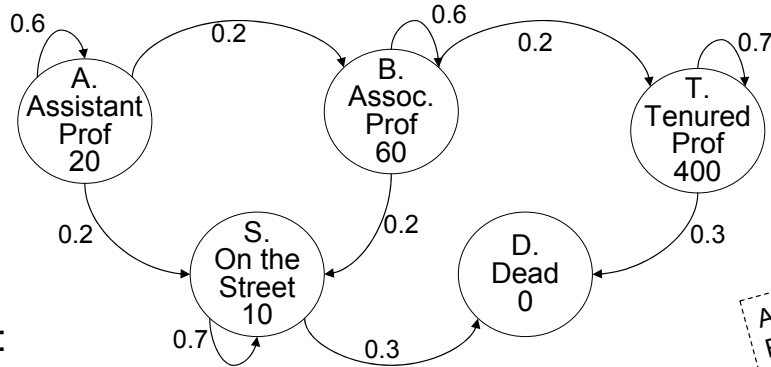 0.6
0.2
0.6
0.2
0.7
A.
Assistant
Prof
20
B.
Assoc.
Prof
60
T.
Tenured
Prof
400
0.2
0.2
0.3
S.
On the
Street
10
D.
Dead
0
0.7
0.3
:
A